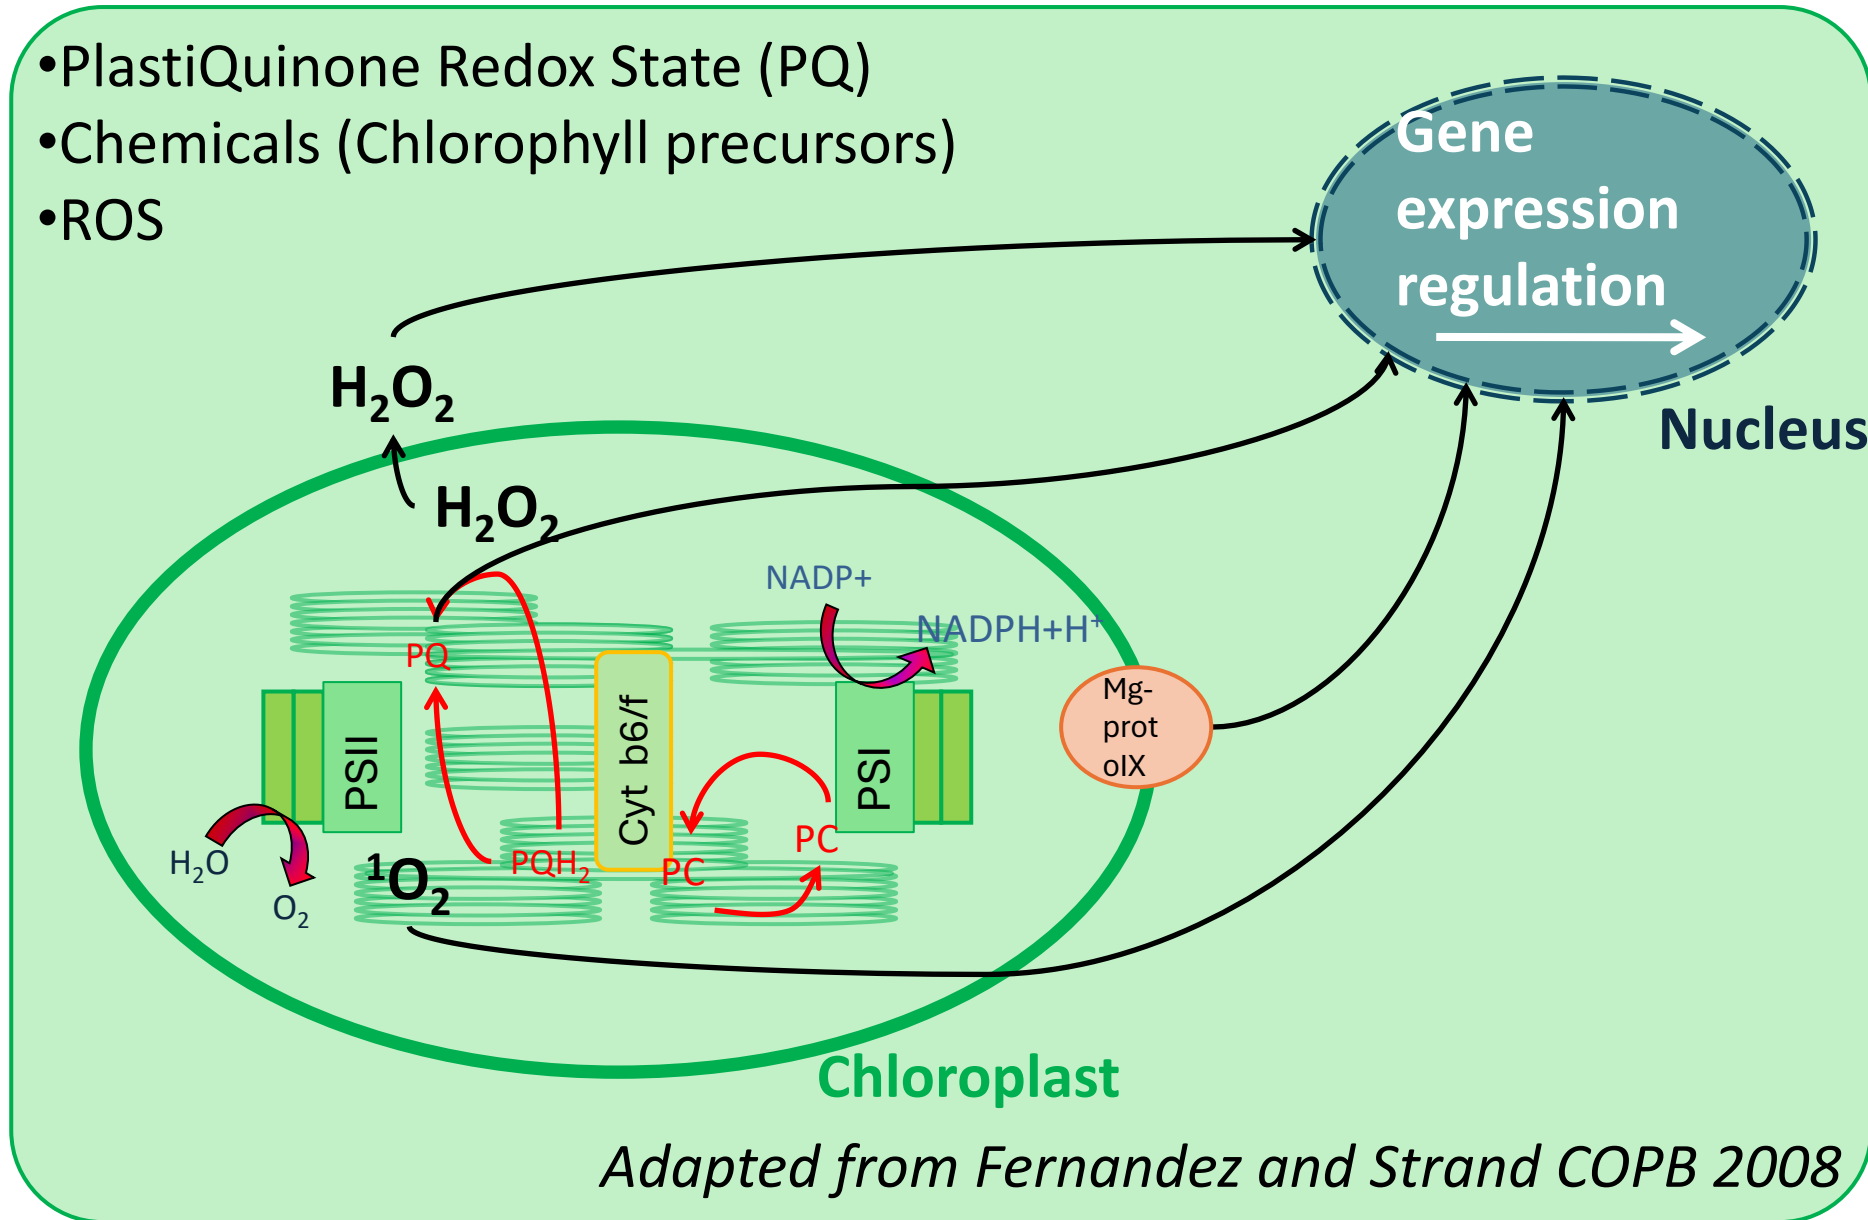 •PlastiQuinone Redox State (PQ)
•Chemicals (Chlorophyll precursors)
•ROS
Gene
expression
regulation
Nucleus
H₂O₂
H₂O₂
NADP+
NADPH+H⁺
PQ
Mg-
prot
oIX
PSII
Cyt b6/f
PSI
PC
H₂O
PQH₂
PC
¹O₂
O₂
Chloroplast
Adapted from Fernandez and Strand COPB 2008